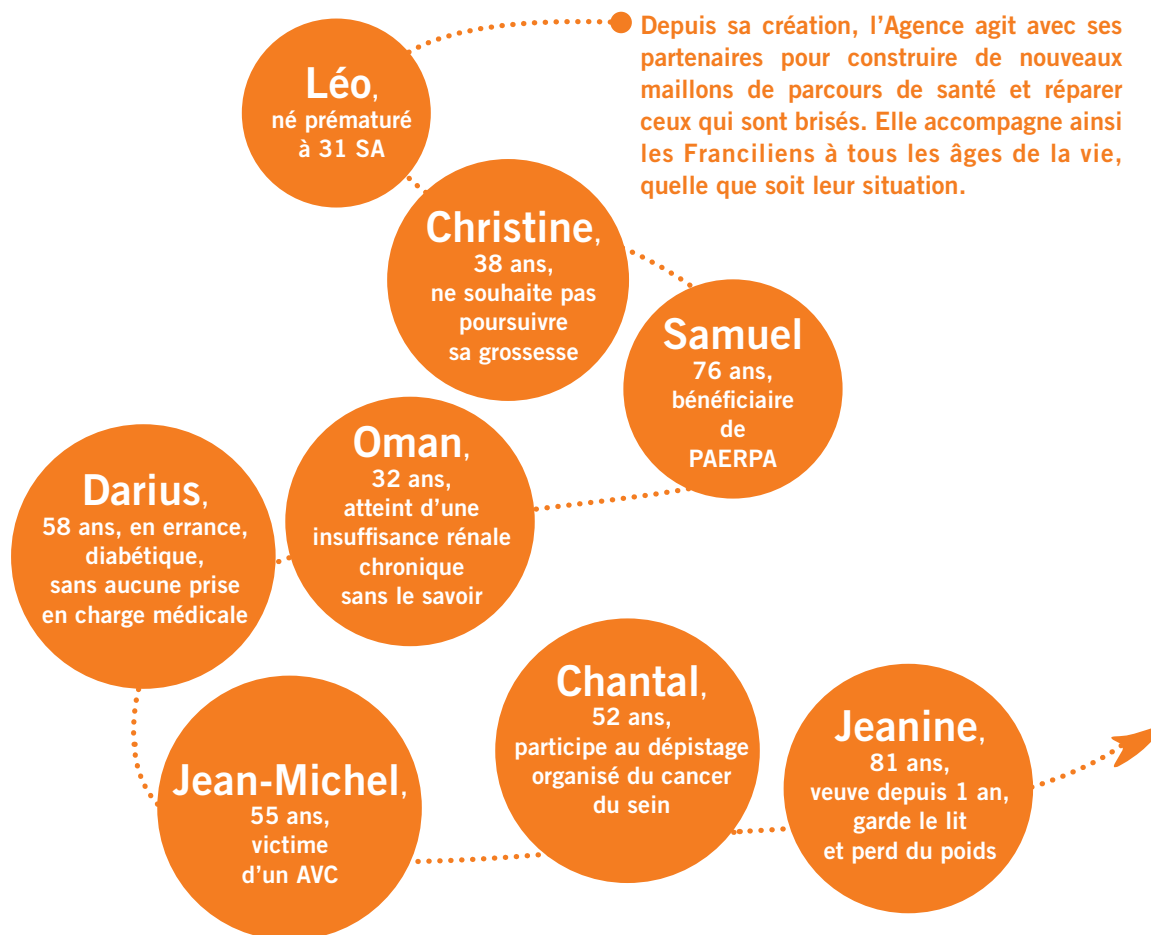 Depuis sa création, l’Agence agit avec ses
partenaires pour construire de nouveaux
maillons de parcours de santé et réparer
ceux qui sont brisés. Elle accompagne ainsi
les Franciliens à tous les âges de la vie,
quelle que soit leur situation.
Léo,
né prématuré
à 31 SA
Christine,
38 ans,
ne souhaite pas
poursuivre
sa grossesse
Samuel
76 ans,
bénéficiaire
de
PAERPA
Oman,
32 ans,
atteint d’une
insuffisance rénale
chronique
sans le savoir
Darius,
58 ans, en errance,
diabétique,
sans aucune prise
en charge médicale
Jean-Michel,
55 ans,
victime
d’un AVC
Chantal,
52 ans,
participe au dépistage
organisé du cancer
du sein
Jeanine,
81 ans,
veuve depuis 1 an,
garde le lit
et perd du poids